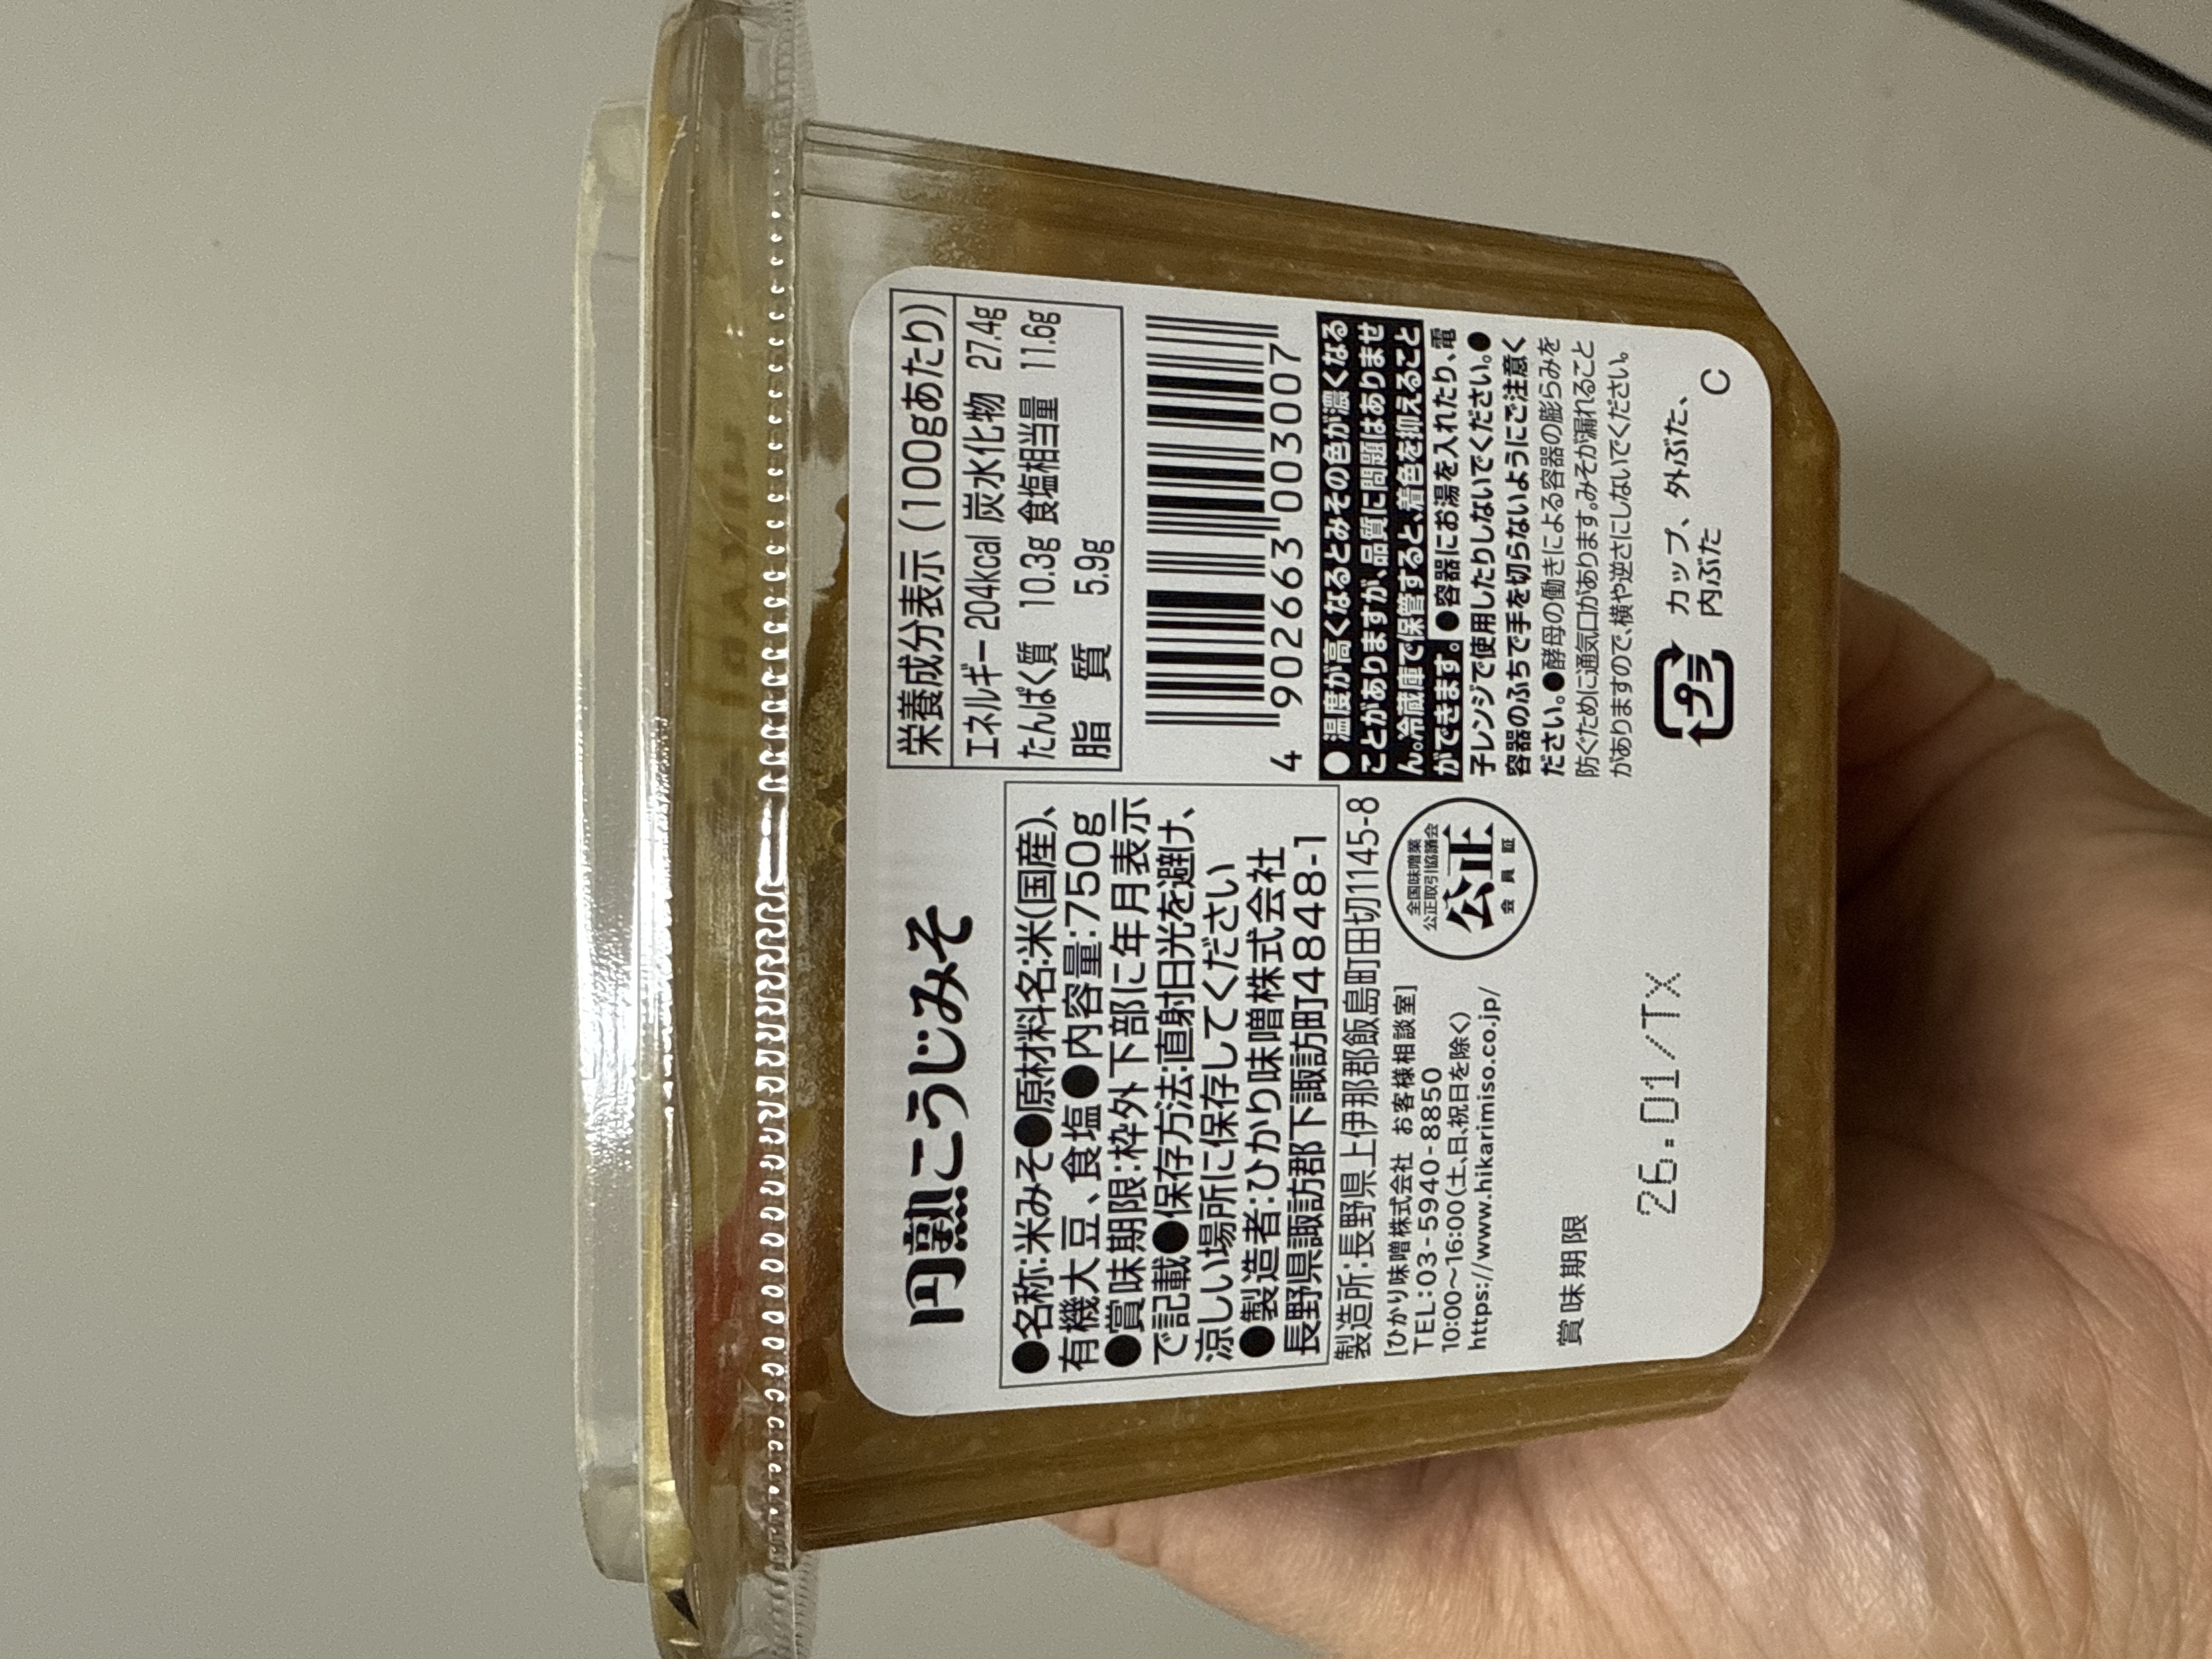 円熟こうじみそ
●名称:米みそ●原材料名:米(国産)、
有機大豆、食塩●内容量:750g
●賞味期限:枠外下部に年月表示
で記載●保存方法:直射日光を避け、
涼しい場所に保存してください
●製造者:ひかり味噌株式会社
長野県諏訪郡下諏訪町4848-1
製造所:長野県上伊那郡飯島町田切1145-8
[ひかり味噌株式会社 お客様相談室]
TEL:03-5940-8850
10:00〜16:00(土、日、祝日を除く)
https://www.hikarimiso.co.jp/
全国味噌業
公正取引協議会
公正
会員証
賞味期限
26.01/TX
栄養成分表示(100gあたり)
エネルギー 204kcal 炭水化物 27.4g
たんぱく質 10.3g 食塩相当量 11.6g
脂質 5.9g
4 902663 003007
●温度が高くなるとみその色が濃くなる
ことがありますが、品質に問題はありませ
ん。冷蔵庫で保管すると、着色を抑えること
ができます。●容器にお湯を入れたり、電
子レンジで使用したりしないでください。●
容器のふちで手を切らないようにご注意く
ださい。●酵母の働きによる容器の膨らみを
防ぐために通気口があります。みそが漏れること
がありますので、横や逆さにしないでください。
プラ
カップ、外ぶた、
内ぶた
C